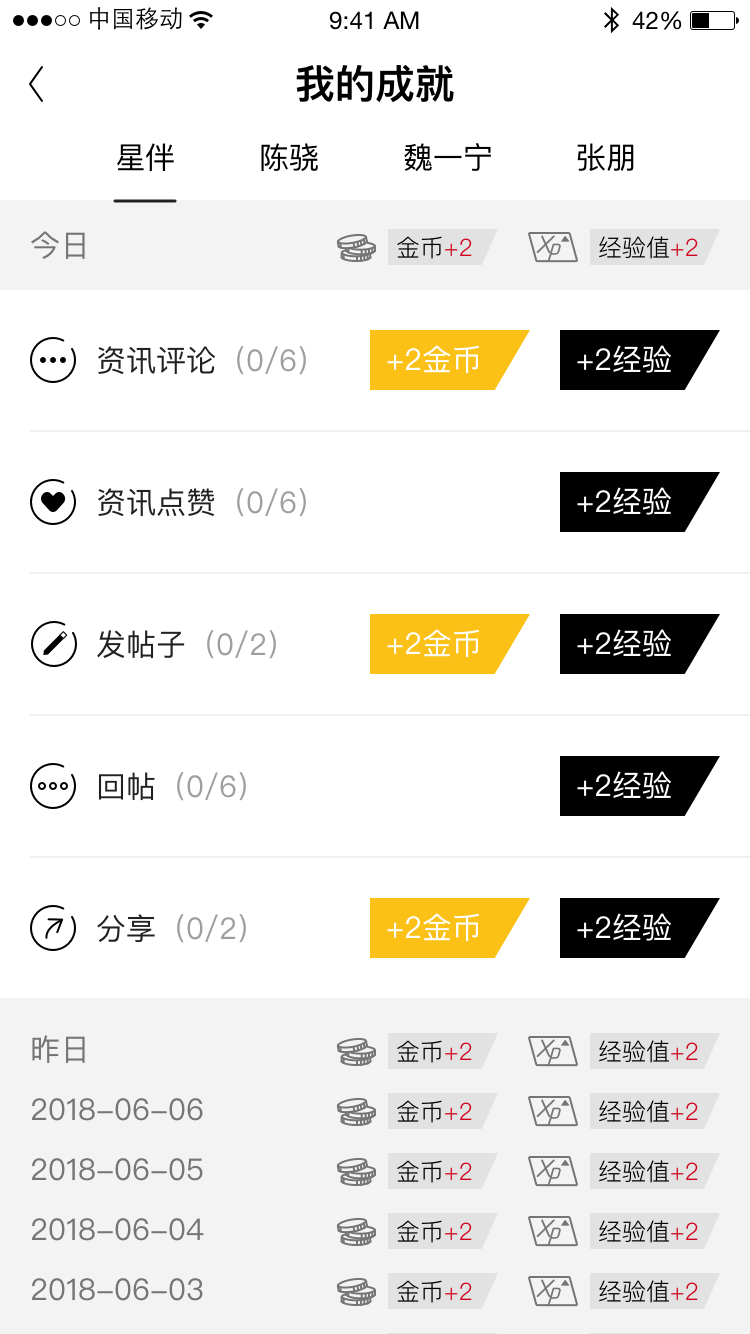 中国移动 9:41 AM 42%
我的成就
星伴 陈骁 魏一宁 张朋
今日 金币+2 Xp 经验值+2
资讯评论 (0/6) +2金币 +2经验
资讯点赞 (0/6) +2经验
发帖子 (0/2) +2金币 +2经验
回帖 (0/6) +2经验
分享 (0/2) +2金币 +2经验
昨日 金币+2 Xp 经验值+2
2018-06-06 金币+2 Xp 经验值+2
2018-06-05 金币+2 Xp 经验值+2
2018-06-04 金币+2 Xp 经验值+2
2018-06-03 金币+2 Xp 经验值+2